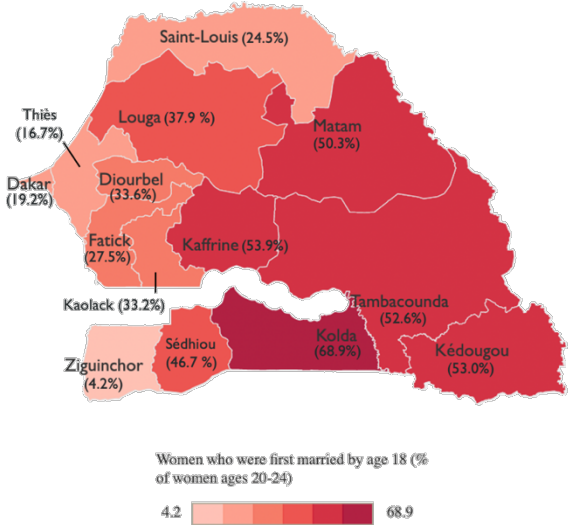 Saint-Louis (24.5%)
Thiès
(16.7%)
Louga (37.9 %)
Matam
(50.3%)
Dakar
(19.2%)
Diourbel
(33.6%)
Fatick
(27.5%)
Kaffrine (53.9%)
Kaolack (33.2%)
Tambacounda
(52.6%)
Sédhiou
(46.7 %)
Kolda
(68.9%)
Kédougou
(53.0%)
Ziguinchor
(4.2%)
Women who were first married by age 18 (%
of women ages 20-24)
4.2 68.9